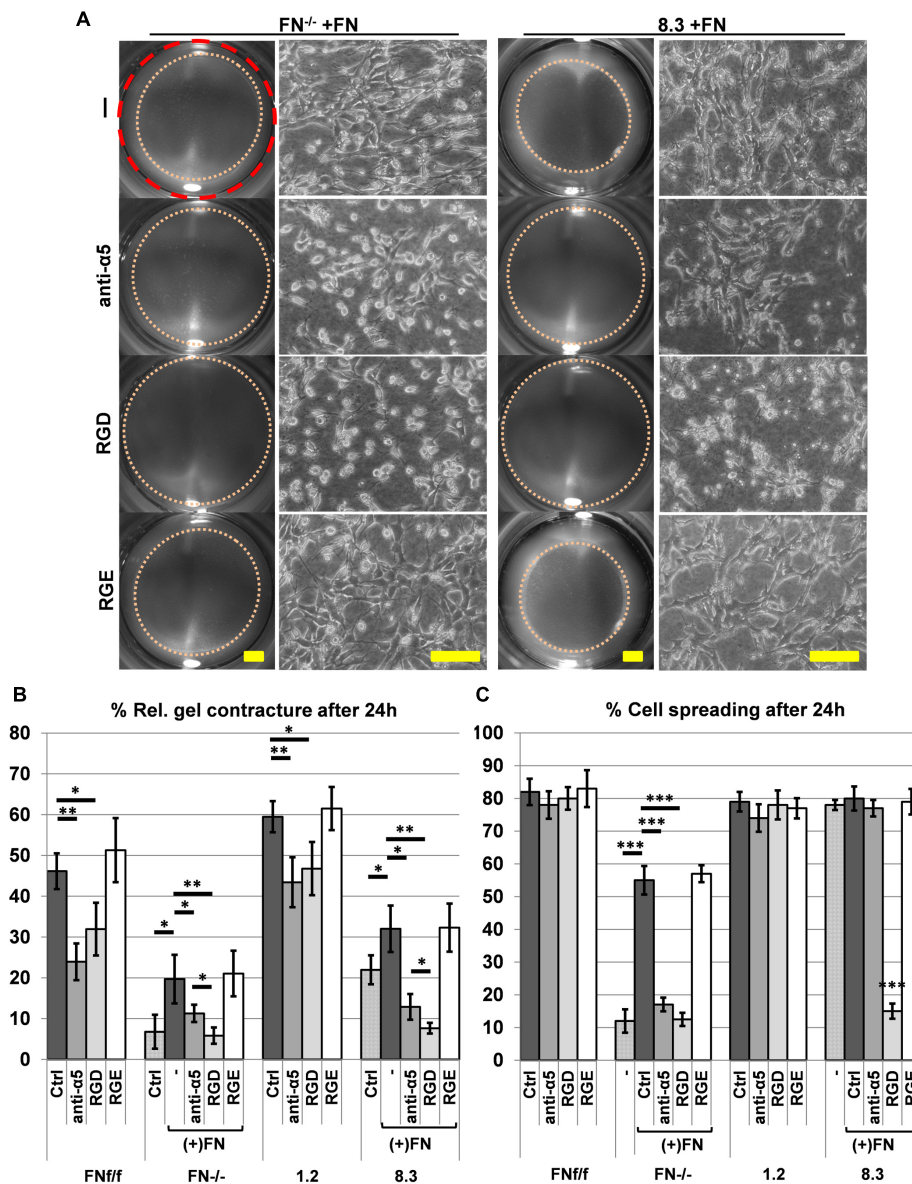 A
FN-/- +FN
8.3 +FN
–
anti-α5
RGD
RGE
B
% Rel. gel contracture after 24h
80
70
60
50
40
30
20
10
0
* ** * * ** * ** * * * ** *
Ctrl anti-α5 RGD RGE Ctrl - anti-α5 RGD RGE Ctrl anti-α5 RGD RGE Ctrl - anti-α5 RGD RGE
(+)FN (+)FN
FNf/f FN-/- 1.2 8.3
C
% Cell spreading after 24h
100
90
80
70
60
50
40
30
20
10
0
*** *** *** ***
Ctrl anti-α5 RGD RGE - Ctrl anti-α5 RGD RGE Ctrl anti-α5 RGD RGE - Ctrl anti-α5 RGD RGE
(+)FN (+)FN
FNf/f FN-/- 1.2 8.3